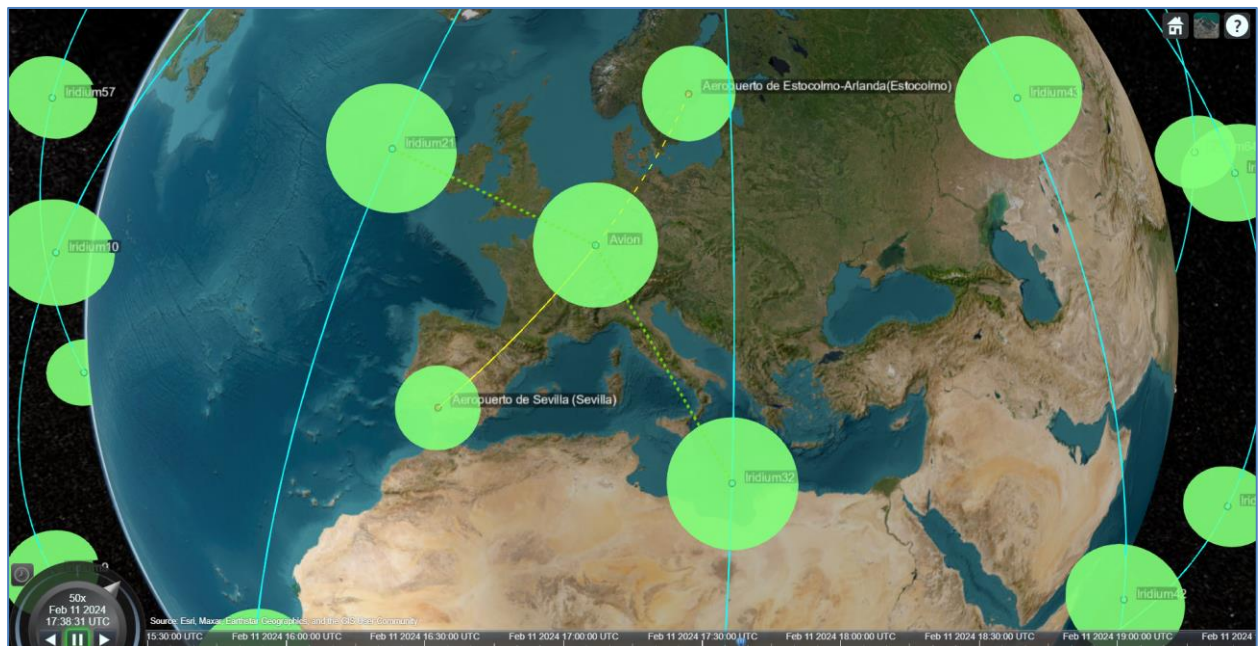 Iridium57
Aeropuerto de Estocolmo-Arlanda(Estocolmo)
Iridium43
Iridium21
Iridium10
Avion
Aeropuerto de Sevilla (Sevilla)
Iridium32
Iridium42
50x
Feb 11 2024
17:38:31 UTC
Source: Esri, Maxar, Earthstar Geographics, and the GIS User Community
15:30:00 UTC
Feb 11 2024 16:00:00 UTC
Feb 11 2024 16:30:00 UTC
Feb 11 2024 17:00:00 UTC
Feb 11 2024 17:30:00 UTC
Feb 11 2024 18:00:00 UTC
Feb 11 2024 18:30:00 UTC
Feb 11 2024 19:00:00 UTC
Feb 11 2024